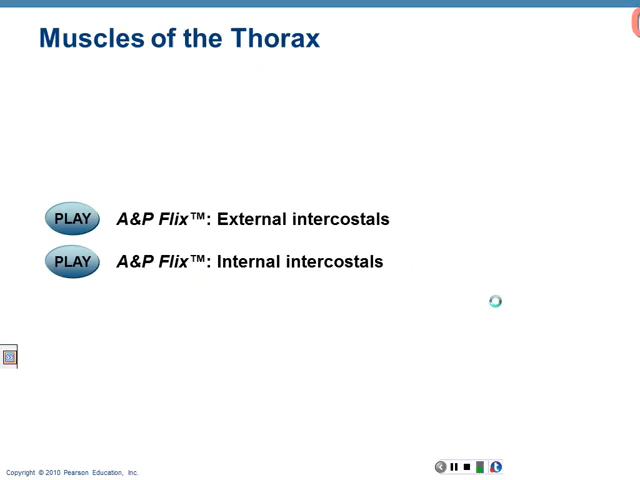 Muscles of the Thorax
PLAY A&P Flix™: External intercostals
PLAY A&P Flix™: Internal intercostals
Copyright © 2010 Pearson Education, Inc.